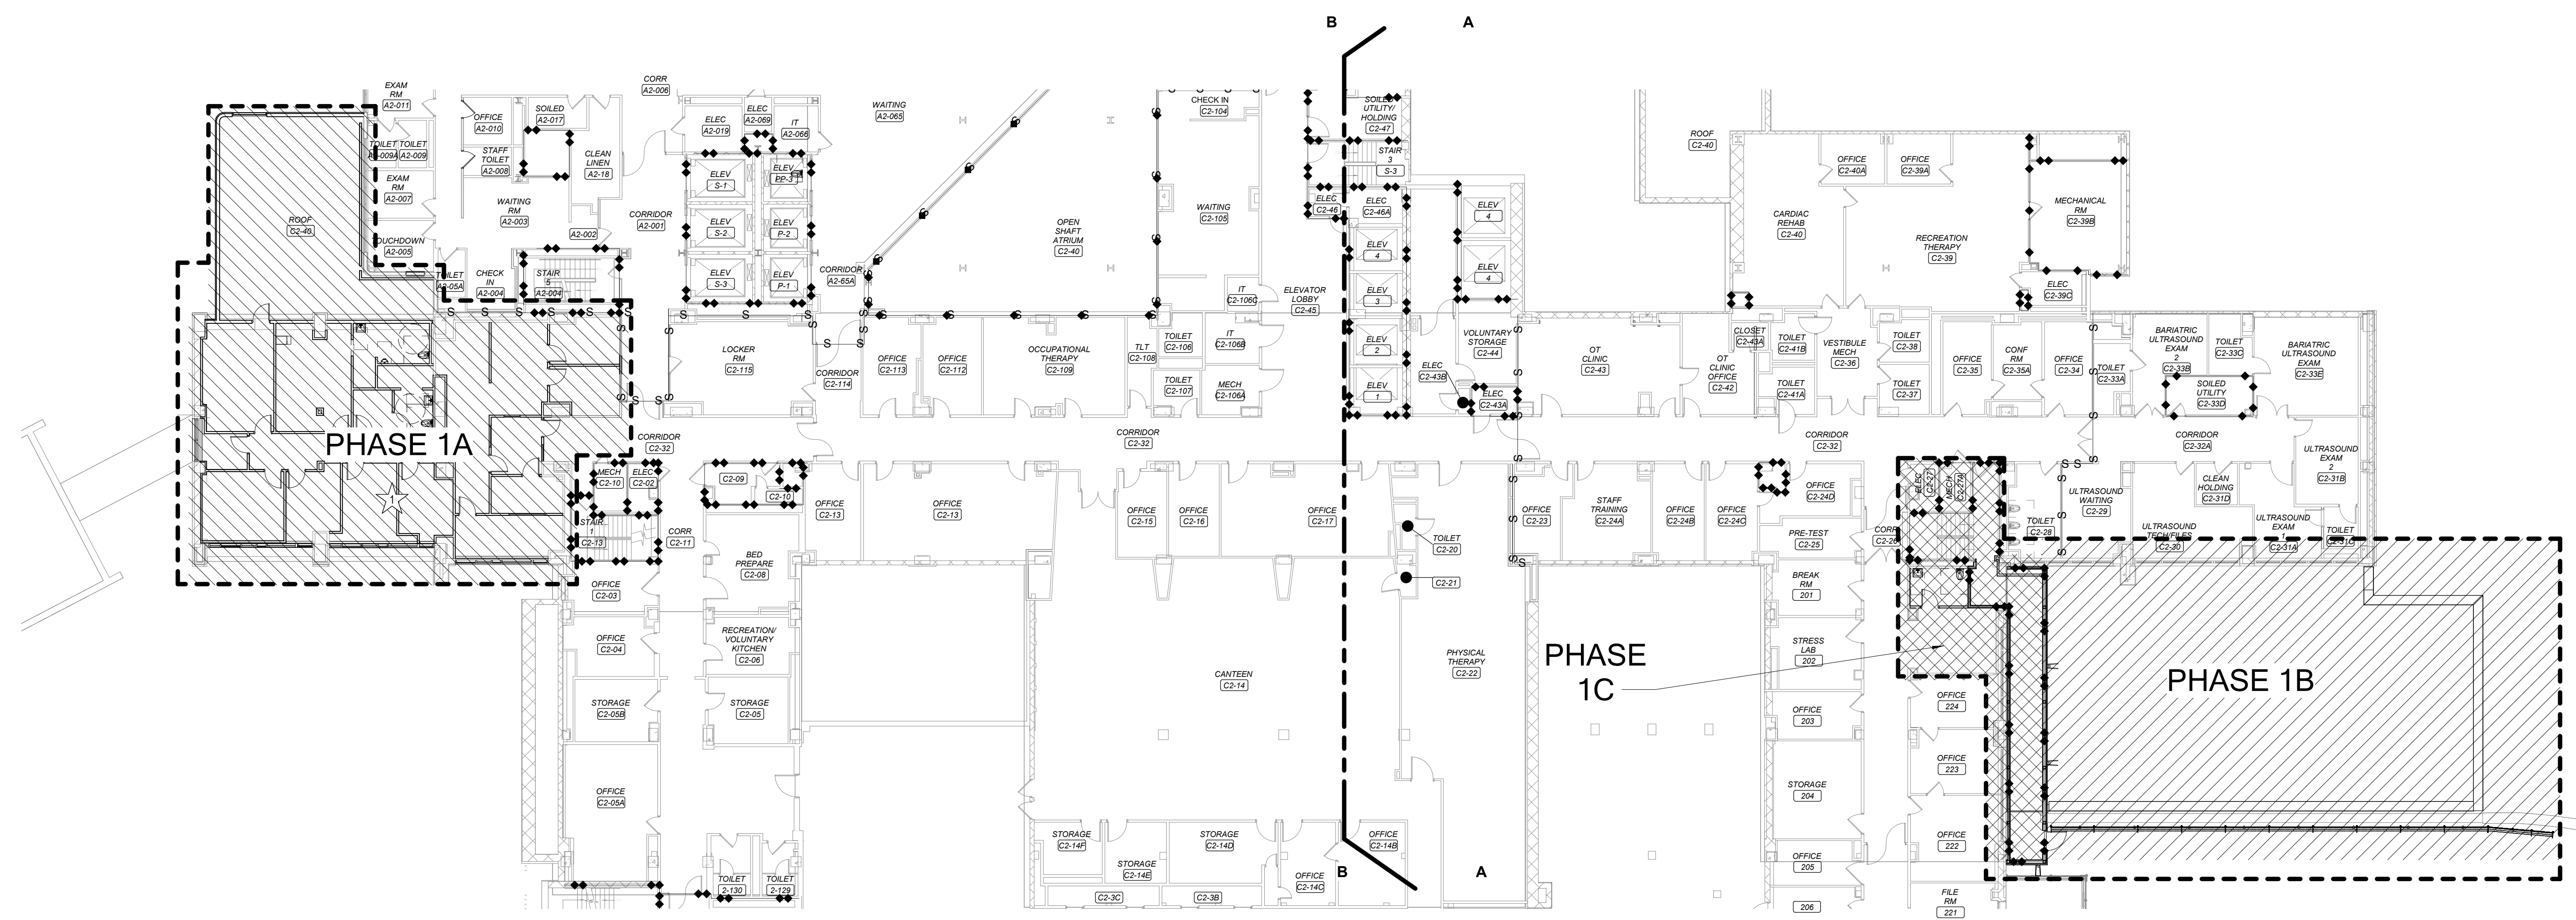 B
A
EXAM
RM
A2-011
TOILET
A2-009A
TOILET
A2-009
EXAM
RM
A2-007
TOUCHDOWN
A2-005
OFFICE
A2-010
STAFF
TOILET
A2-008
SOILED
A2-017
CLEAN
LINEN
A2-18
WAITING
RM
A2-003
A2-002
TOILET
A2-05A
CHECK
IN
A2-004
STAIR
5
A2-004
ROOF
C2-40
PHASE 1A
1
CORR
A2-006
CORRIDOR
A2-001
ELEC
A2-019
ELEC
A2-069
IT
A2-066
ELEV
S-1
ELEV
PP-3
ELEV
S-2
ELEV
P-2
ELEV
S-3
ELEV
P-1
WAITING
A2-065
CORRIDOR
A2-65A
OPEN
SHAFT
ATRIUM
C2-40
CHECK IN
C2-104
WAITING
C2-105
IT
C2-106C
ELEVATOR
LOBBY
C2-45
SOILED
UTILITY/
HOLDING
C2-47
STAIR
3
S-3
ELEC
C2-46
ELEC
C2-46A
ELEV
4
ELEV
3
ELEV
2
ELEV
1
ELEV
4
ELEV
4
VOLUNTARY
STORAGE
C2-44
ELEC
C2-43B
ELEC
C2-43A
LOCKER
RM
C2-115
CORRIDOR
C2-114
OFFICE
C2-113
OFFICE
C2-112
OCCUPATIONAL
THERAPY
C2-109
TLT
C2-108
TOILET
C2-106
IT
C2-106B
TOILET
C2-107
MECH
C2-106A
ROOF
C2-40
OFFICE
C2-40A
OFFICE
C2-39A
CARDIAC
REHAB
C2-40
RECREATION
THERAPY
C2-39
MECHANICAL
RM
C2-39B
ELEC
C2-39C
OT
CLINIC
C2-43
OT
CLINIC
OFFICE
C2-42
CLOSET
C2-43A
TOILET
C2-41B
TOILET
C2-41A
VESTIBULE
MECH
C2-36
TOILET
C2-38
TOILET
C2-37
OFFICE
C2-35
CONF
RM
C2-35A
OFFICE
C2-34
TOILET
C2-33A
BARIATRIC
ULTRASOUND
EXAM
2
C2-33B
TOILET
C2-33C
SOILED
UTILITY
C2-33D
BARIATRIC
ULTRASOUND
EXAM
C2-33E
CORRIDOR
C2-32
CORRIDOR
C2-32
CORRIDOR
C2-32
CORRIDOR
C2-32A
MECH
C2-10
ELEC
C2-02
STAIR
1
C2-13
CORR
C2-11
C2-09
C2-10
BED
PREPARE
C2-08
OFFICE
C2-13
OFFICE
C2-13
OFFICE
C2-15
OFFICE
C2-16
OFFICE
C2-17
TOILET
C2-20
C2-21
OFFICE
C2-23
STAFF
TRAINING
C2-24A
OFFICE
C2-24B
OFFICE
C2-24C
OFFICE
C2-24D
PRE-TEST
C2-25
CORR
C2-26
ELEC
C2-27
MECH
C2-27A
TOILET
C2-28
ULTRASOUND
WAITING
C2-29
ULTRASOUND
TECH/FILES
C2-30
CLEAN
HOLDING
C2-31D
ULTRASOUND
EXAM
1
C2-31A
ULTRASOUND
EXAM
2
C2-31B
TOILET
C2-31C
C2-03
OFFICE
C2-04
STORAGE
C2-05B
OFFICE
C2-05A
RECREATION/
VOLUNTARY
KITCHEN
C2-06
STORAGE
C2-05
TOILET
2-130
TOILET
2-129
CANTEEN
C2-14
PHYSICAL
THERAPY
C2-22
PHASE
1C
BREAK
RM
201
STRESS
LAB
202
OFFICE
203
STORAGE
204
OFFICE
205
206
OFFICE
224
OFFICE
223
OFFICE
222
FILE
RM
221
PHASE 1B
STORAGE
C2-14F
STORAGE
C2-14E
STORAGE
C2-14D
OFFICE
C2-14C
OFFICE
C2-14B
C2-3C
C2-3B
B
A